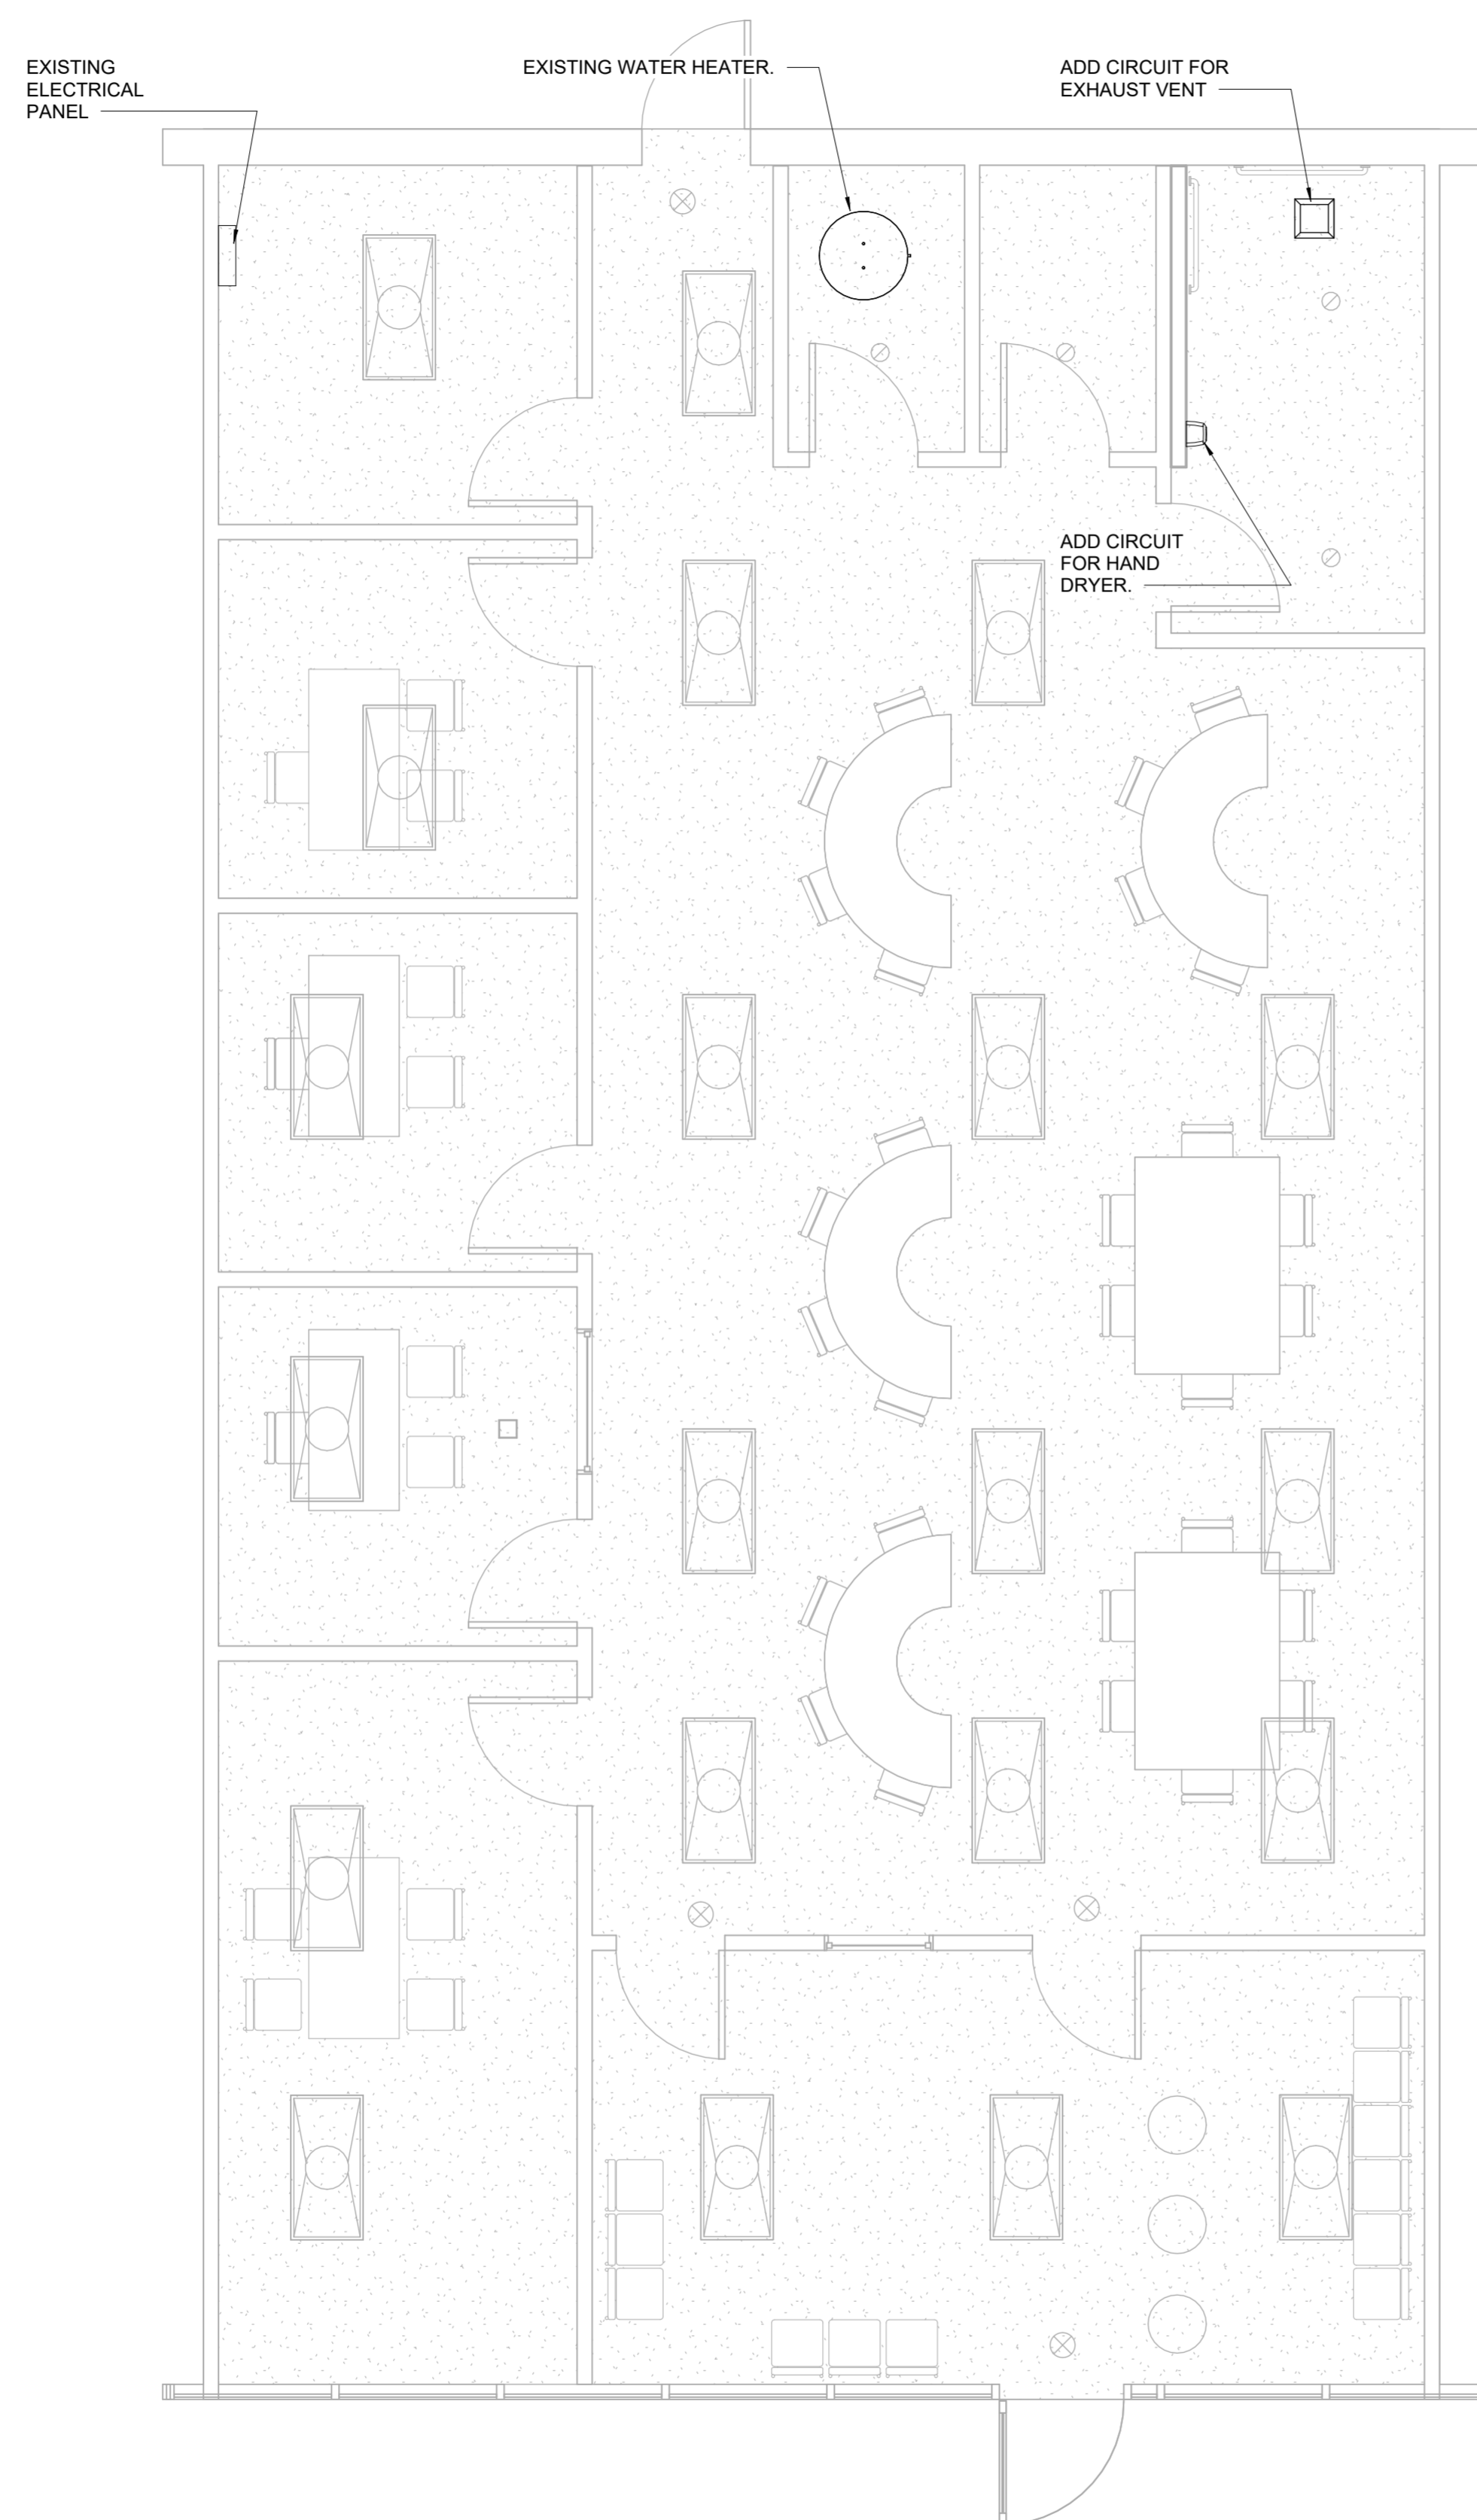 EXISTING
ELECTRICAL
PANEL
EXISTING WATER HEATER.
ADD CIRCUIT FOR
EXHAUST VENT
ADD CIRCUIT
FOR HAND
DRYER.